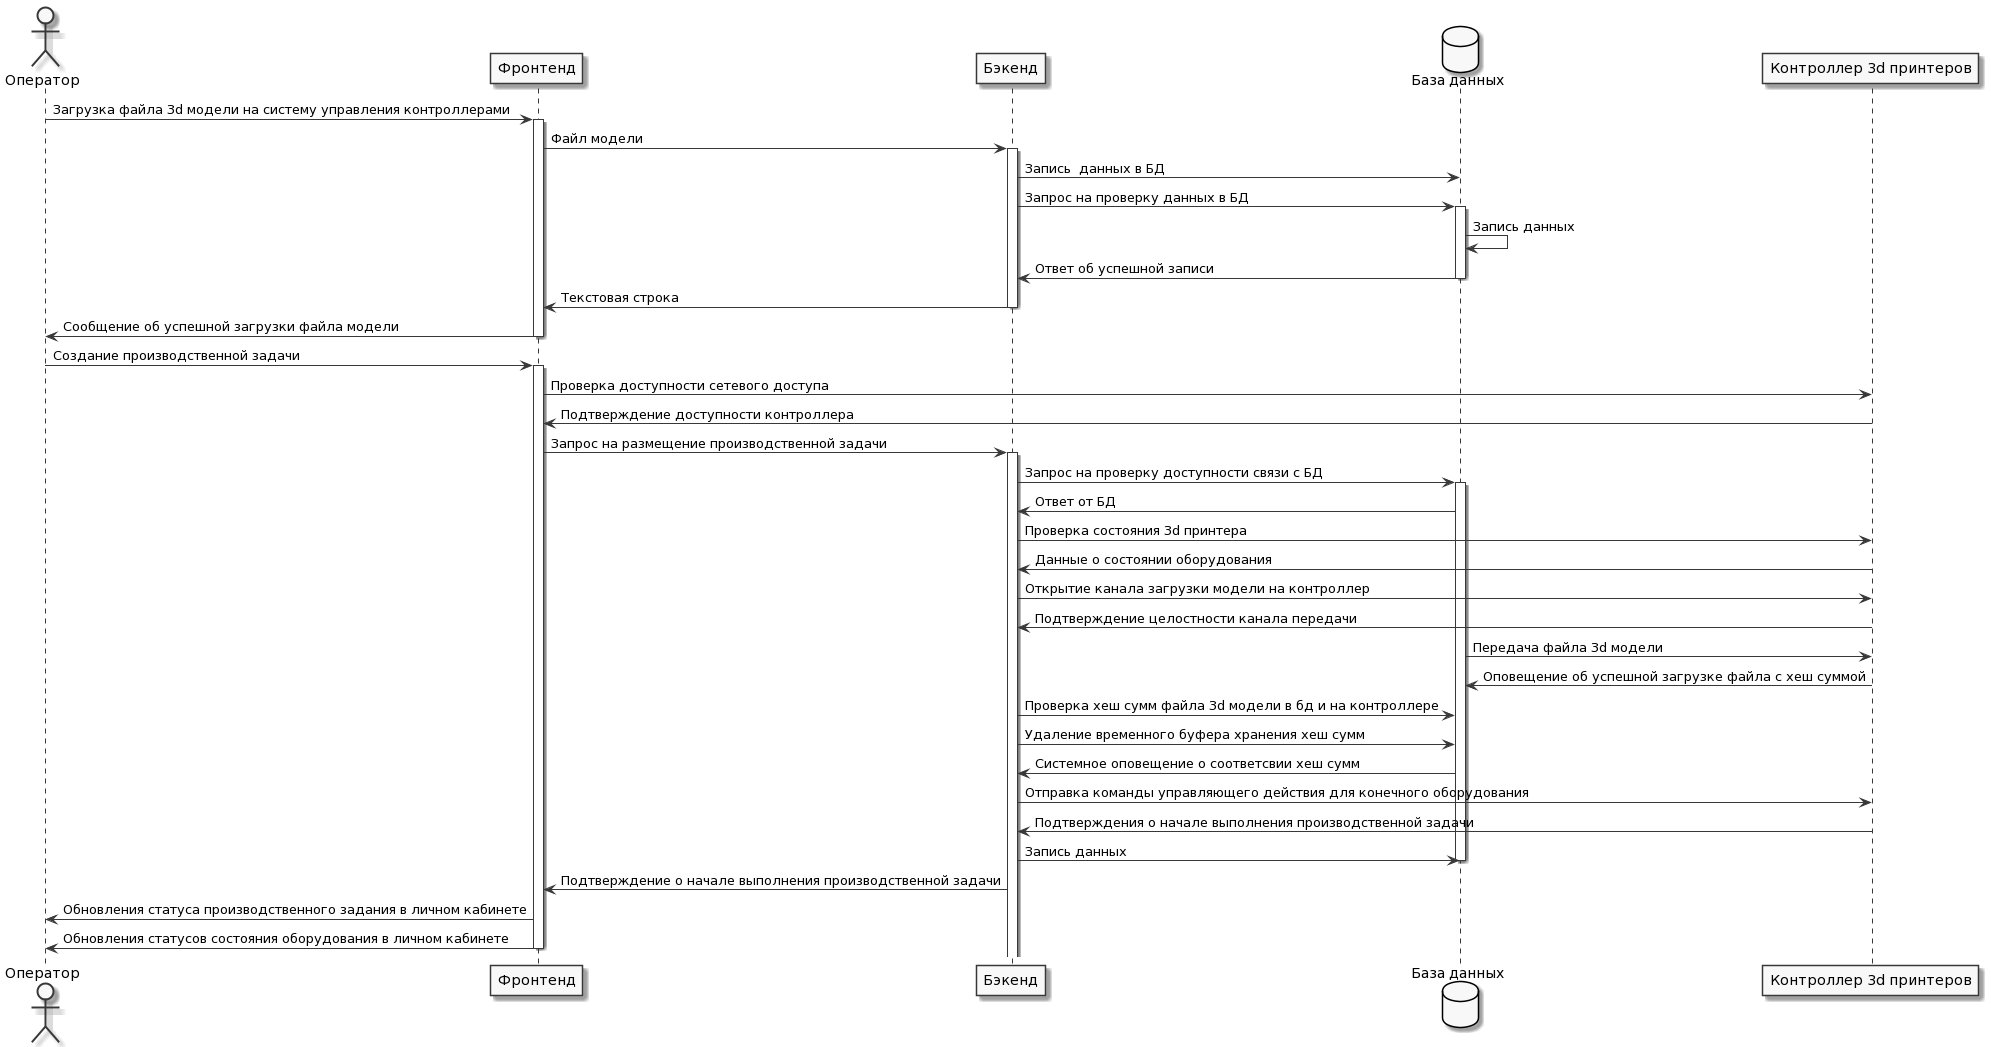 Оператор
Фронтенд
Бэкенд
База данных
Контроллер 3d принтеров
Загрузка файла 3d модели на систему управления контроллерами
Файл модели
Запись  данных в БД
Запрос на проверку данных в БД
Запись данных
Ответ об успешной записи
Текстовая строка
Сообщение об успешной загрузки файла модели
Создание производственной задачи
Проверка доступности сетевого доступа
Подтверждение доступности контроллера
Запрос на размещение производственной задачи
Запрос на проверку доступности связи с БД
Ответ от БД
Проверка состояния 3d принтера
Данные о состоянии оборудования
Открытие канала загрузки модели на контроллер
Подтверждение целостности канала передачи
Передача файла 3d модели
Оповещение об успешной загрузке файла с хеш суммой
Проверка хеш сумм файла 3d модели в бд и на контроллере
Удаление временного буфера хранения хеш сумм
Системное оповещение о соответсвии хеш сумм
Отправка команды управляющего действия для конечного оборудования
Подтверждения о начале выполнения производственной задачи
Запись данных
Подтверждение о начале выполнения производственной задачи
Обновления статуса производственного задания в личном кабинете
Обновления статусов состояния оборудования в личном кабинете
Оператор
Фронтенд
Бэкенд
База данных
Контроллер 3d принтеров